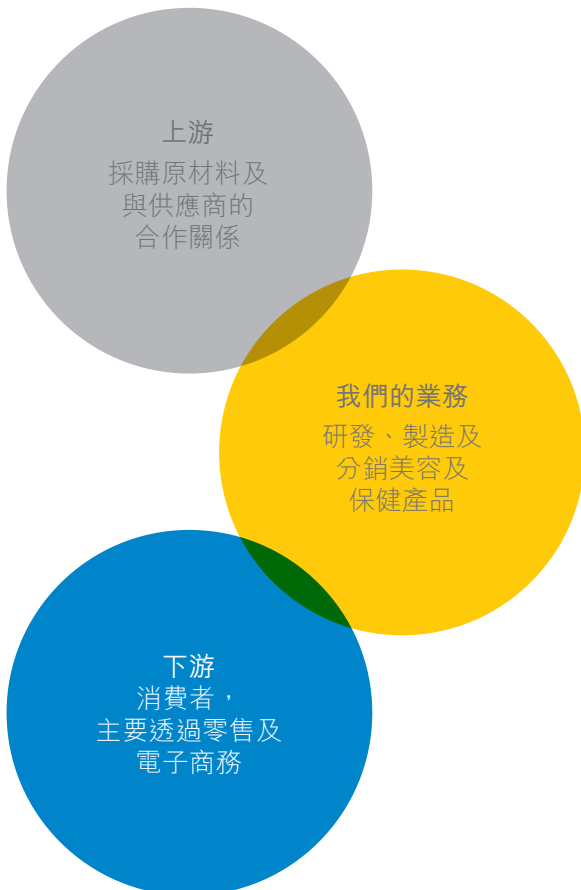 上游
採購原材料及
與供應商的
合作關係
我們的業務
研發、製造及
分銷美容及
保健產品
下游
消費者，
主要透過零售及
電子商務